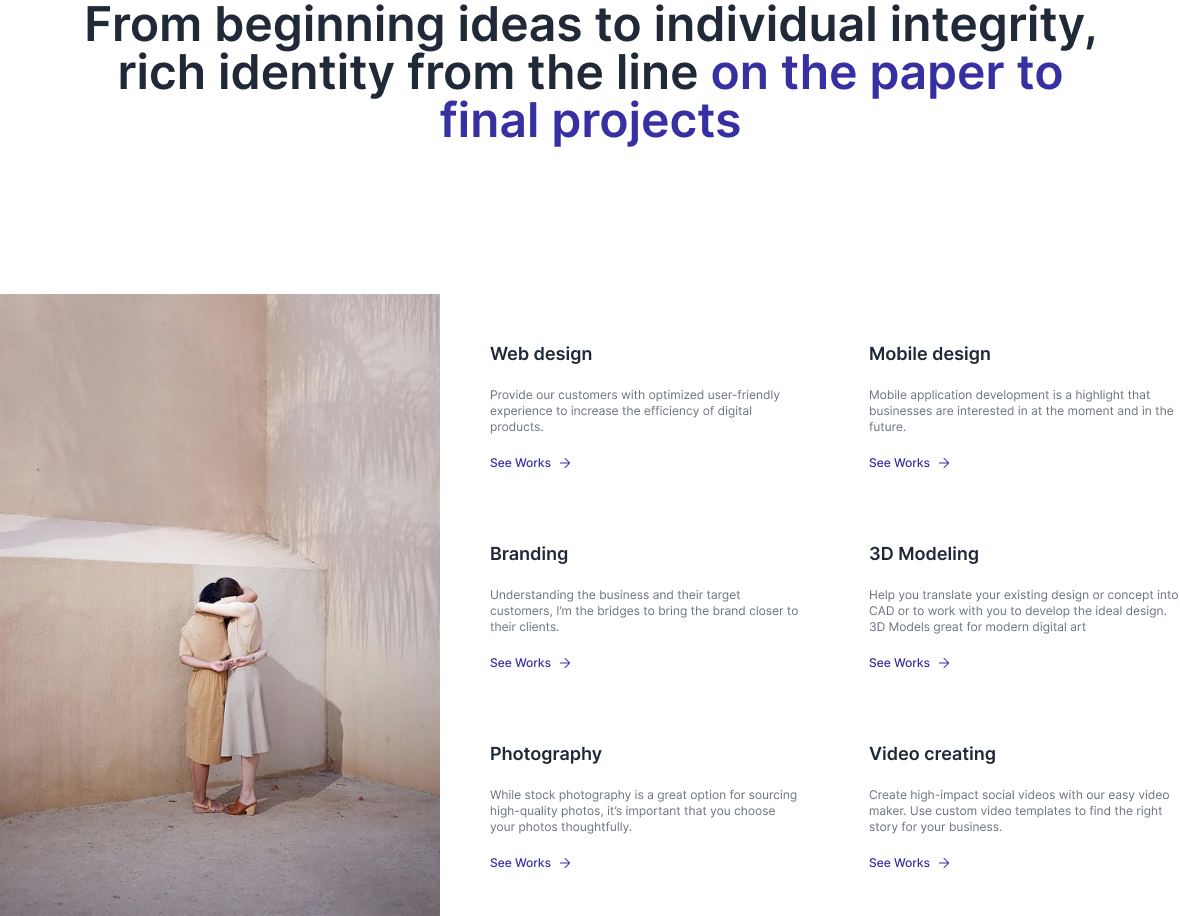 From beginning ideas to individual integrity,
rich identity from the line on the paper to
final projects
Web design
Provide our customers with optimized user-friendly
experience to increase the efficiency of digital
products.
See Works
Mobile design
Mobile application development is a highlight that
businesses are interested in at the moment and in the
future.
See Works
Branding
Understanding the business and their target
customers, I’m the bridges to bring the brand closer to
their clients.
See Works
3D Modeling
Help you translate your existing design or concept into
CAD or to work with you to develop the ideal design.
3D Models great for modern digital art
See Works
Photography
While stock photography is a great option for sourcing
high-quality photos, it’s important that you choose
your photos thoughtfully.
See Works
Video creating
Create high-impact social videos with our easy video
maker. Use custom video templates to find the right
story for your business.
See Works